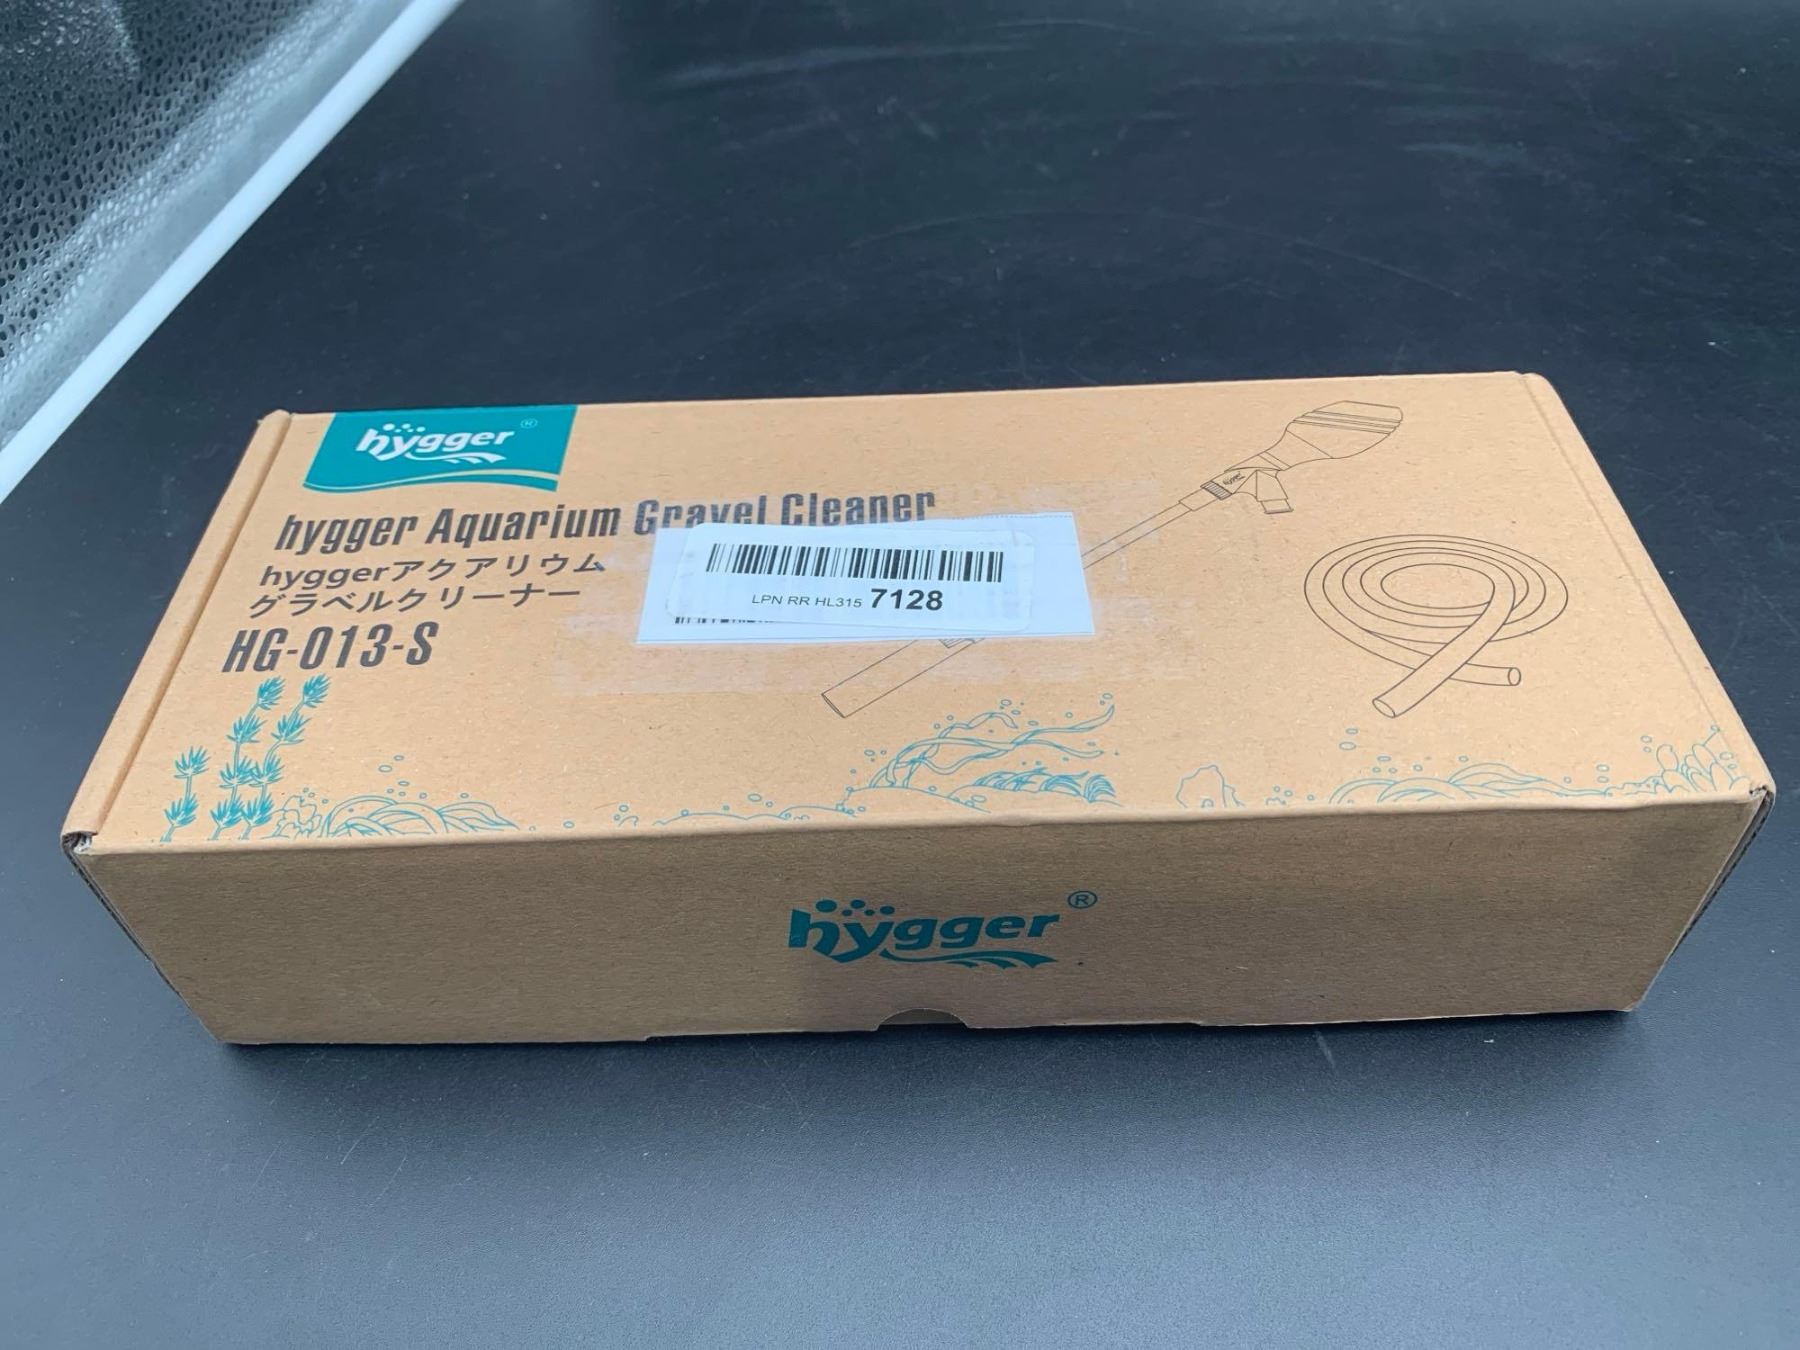 hygger®
hygger Aquarium Gravel Cleaner
hyggerアクアリウム
グラベルクリーナー
HG-013-S
LPN RR HL315 7128
hygger®